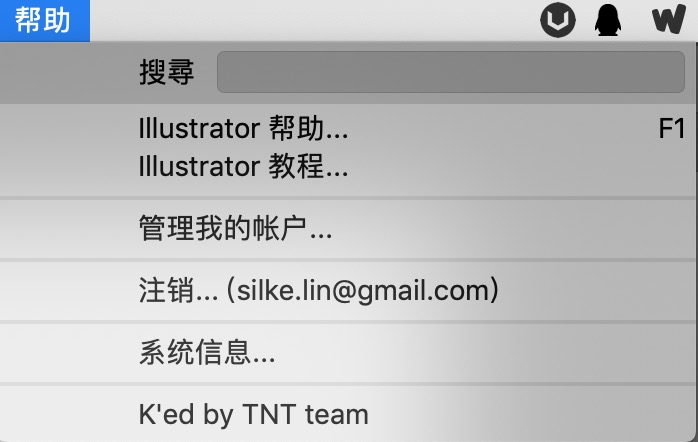 帮助
搜尋
Illustrator 帮助... F1
Illustrator 教程...
管理我的帐户...
注销... (silke.lin@gmail.com)
系统信息...
K'ed by TNT team